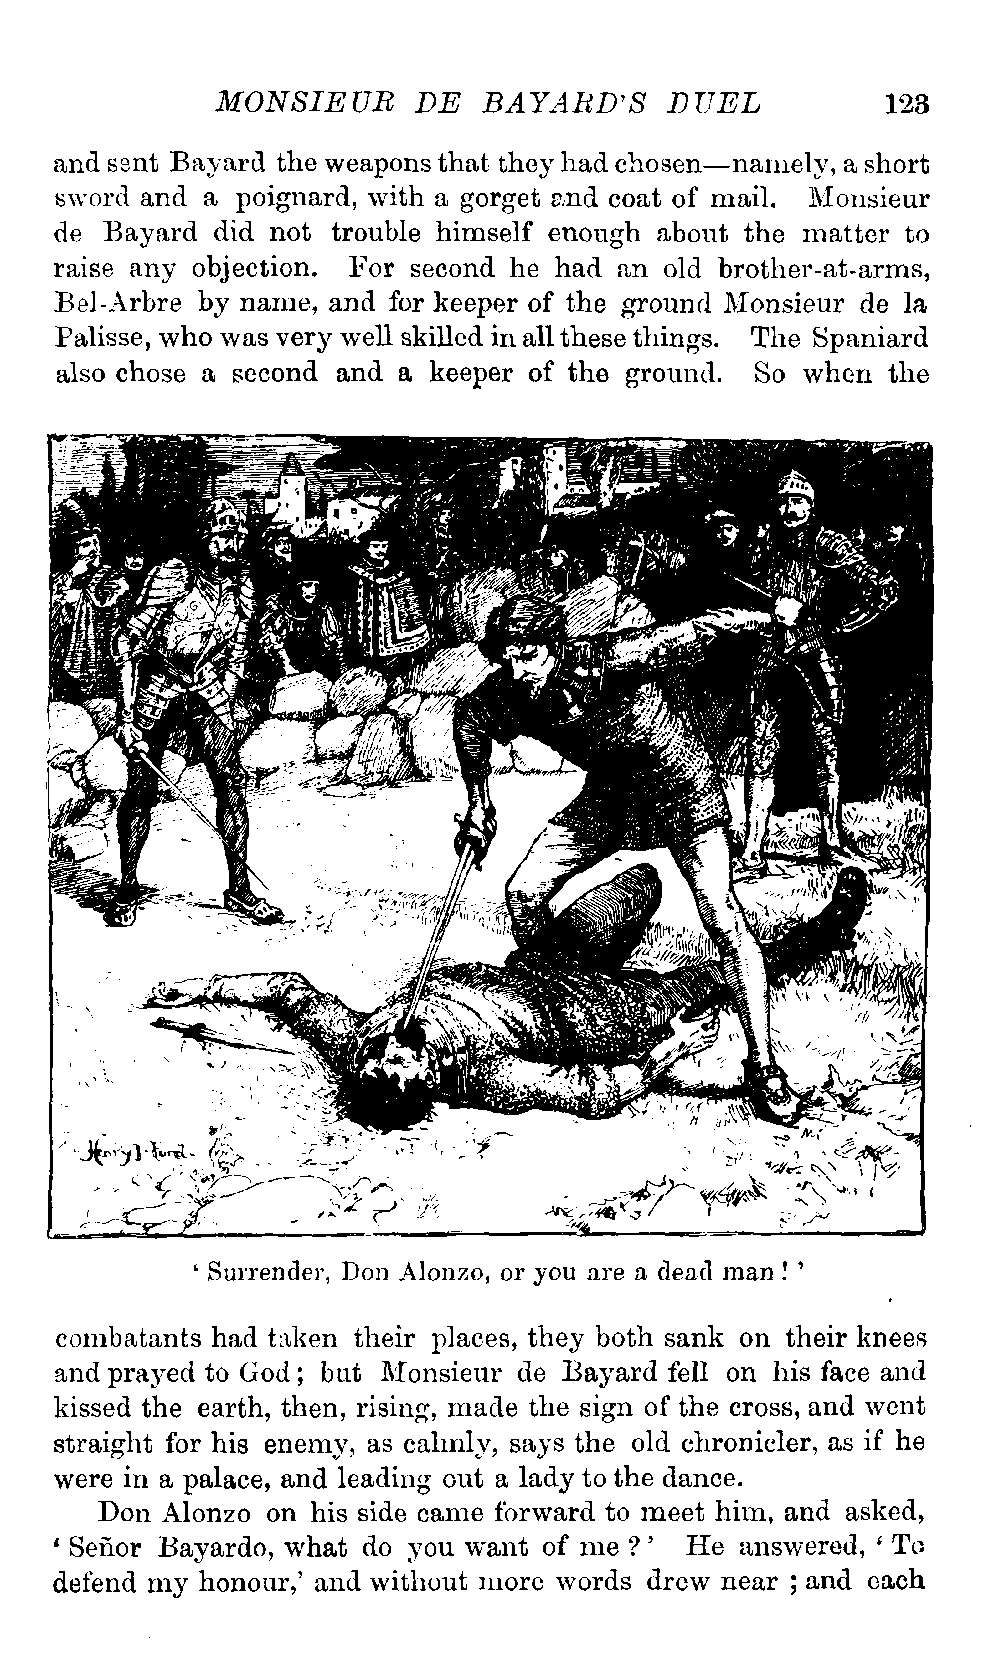 MONSIEUR DE BAYARD'S DUEL 123
and sent Bayard the weapons that they had chosen—namely, a short
sword and a poignard, with a gorget and coat of mail. Monsieur
de Bayard did not trouble himself enough about the matter to
raise any objection. For second he had an old brother-at-arms,
Bel-Arbre by name, and for keeper of the ground Monsieur de la
Palisse, who was very well skilled in all these things. The Spaniard
also chose a second and a keeper of the ground. So when the
Henry J. Ford
‘ Surrender, Don Alonzo, or you are a dead man ! ’
combatants had taken their places, they both sank on their knees
and prayed to God ; but Monsieur de Bayard fell on his face and
kissed the earth, then, rising, made the sign of the cross, and went
straight for his enemy, as calmly, says the old chronicler, as if he
were in a palace, and leading out a lady to the dance.
Don Alonzo on his side came forward to meet him, and asked,
‘ Señor Bayardo, what do you want of me ? ’ He answered, ‘ To
defend my honour,’ and without more words drew near ; and each